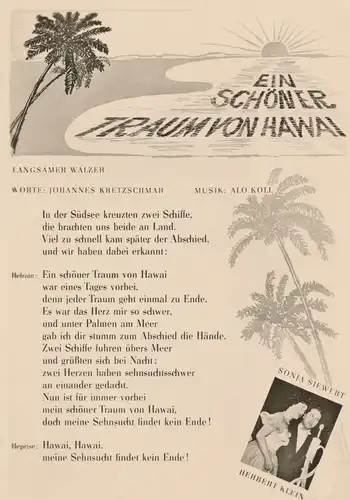 EIN
SCHÖNER
TRAUM VON HAWAI
LANGSAMER WALZER
WORTE: JOHANNES KRETZSCHMAR MUSIK: ALO KOLL
In der Südsee kreuzten zwei Schiffe,
die brachten uns beide an Land.
Viel zu schnell kam später der Abschied,
und wir haben dabei erkannt:
Refrain: Ein schöner Traum von Hawai
war eines Tages vorbei,
denn jeder Traum geht einmal zu Ende.
Es war das Herz mir so schwer,
und unter Palmen am Meer
gab ich dir stumm zum Abschied die Hände.
Zwei Schiffe fuhren übers Meer
und grüßten sich bei Nacht:
zwei Herzen haben sehnsuchtsschwer
an einander gedacht.
Nun ist für immer vorbei
mein schöner Traum von Hawai,
doch meine Sehnsucht findet kein Ende!
Reprise: Hawai, Hawai,
meine Sehnsucht findet kein Ende!
SONJA SIEWERT
HERBERT KLEIN